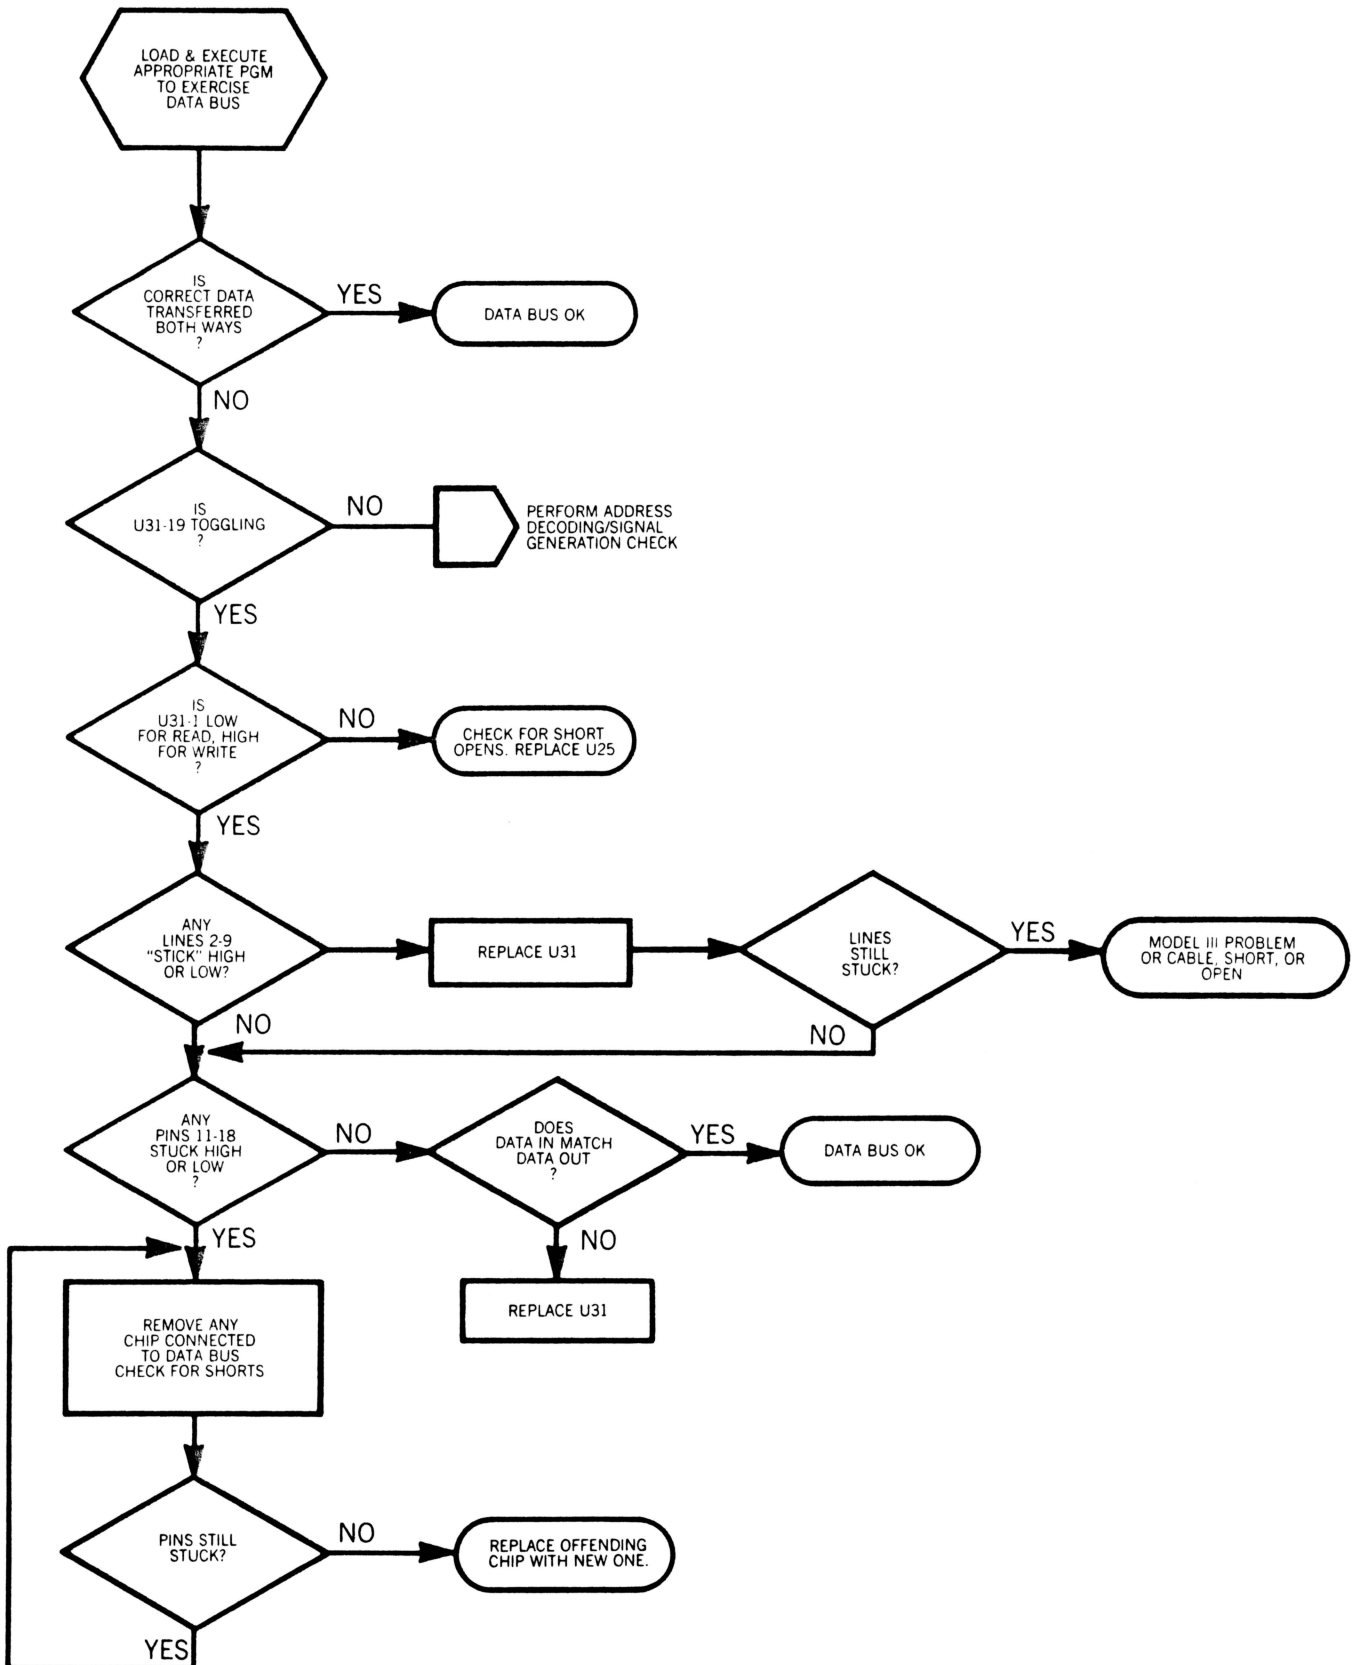 LOAD & EXECUTE
APPROPRIATE PGM
TO EXERCISE
DATA BUS
IS
CORRECT DATA
TRANSFERRED
BOTH WAYS
?
YES
DATA BUS OK
NO
IS
U31-19 TOGGLING
?
NO
PERFORM ADDRESS
DECODING/SIGNAL
GENERATION CHECK
YES
IS
U31-1 LOW
FOR READ, HIGH
FOR WRITE
?
NO
CHECK FOR SHORT
OPENS. REPLACE U25
YES
ANY
LINES 2-9
"STICK" HIGH
OR LOW?
REPLACE U31
LINES
STILL
STUCK?
YES
MODEL III PROBLEM
OR CABLE, SHORT, OR
OPEN
NO
NO
ANY
PINS 11-18
STUCK HIGH
OR LOW
?
NO
DOES
DATA IN MATCH
DATA OUT
?
YES
DATA BUS OK
YES
NO
REPLACE U31
REMOVE ANY
CHIP CONNECTED
TO DATA BUS
CHECK FOR SHORTS
PINS STILL
STUCK?
NO
REPLACE OFFENDING
CHIP WITH NEW ONE.
YES